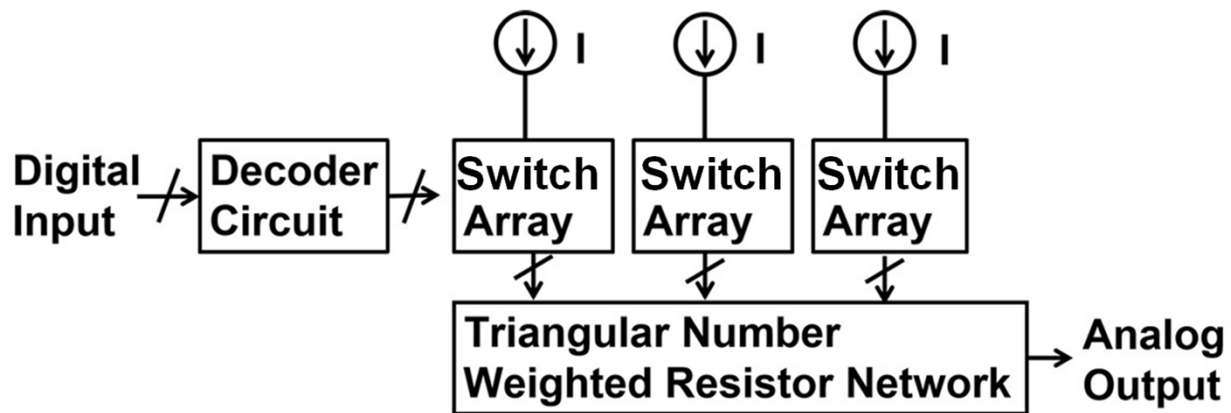 I
I
I
Digital
Input
Decoder
Circuit
Switch
Array
Switch
Array
Switch
Array
Triangular Number
Weighted Resistor Network
Analog
Output